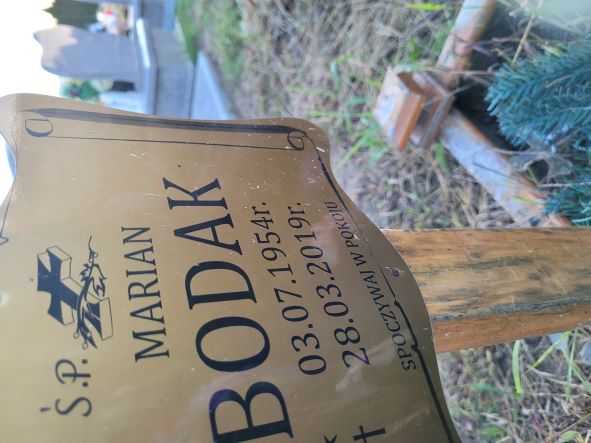 Ś.P.
MARIAN
BODAK
* 03.07.1954r.
† 28.03.2019r.
SPOCZYWAJ W POKOJU